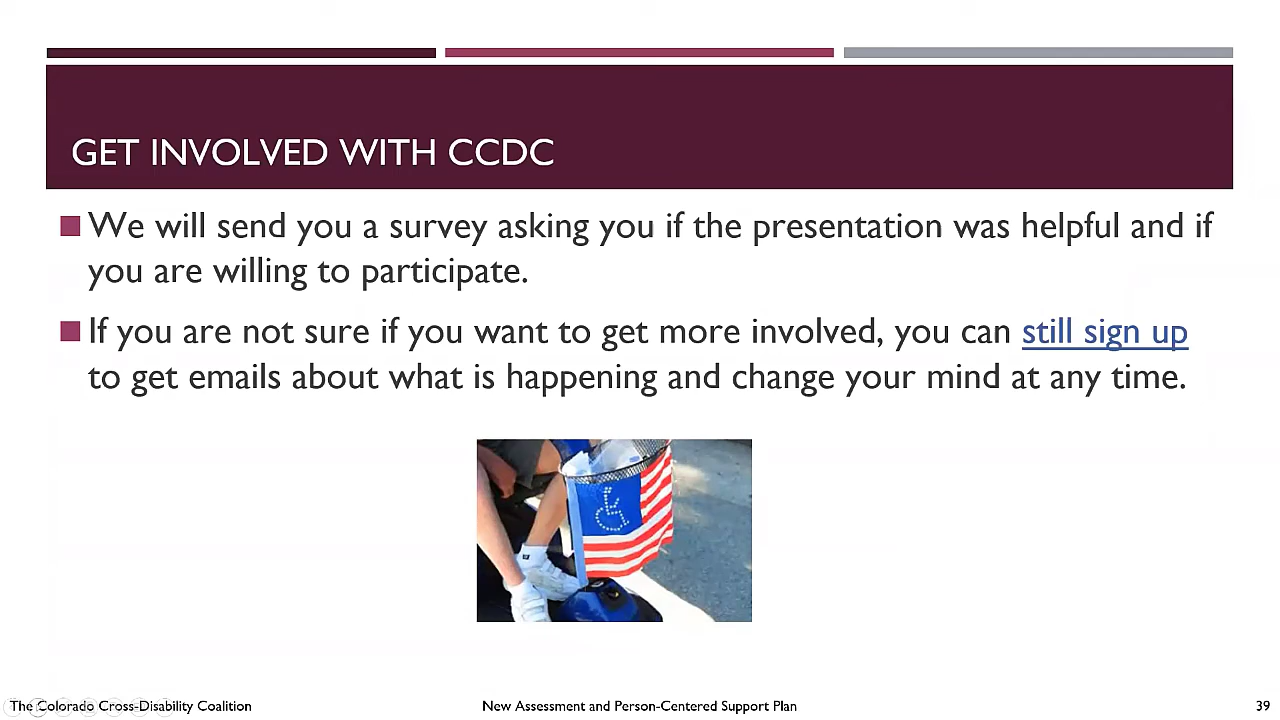 GET INVOLVED WITH CCDC
We will send you a survey asking you if the presentation was helpful and if
you are willing to participate.
If you are not sure if you want to get more involved, you can still sign up
to get emails about what is happening and change your mind at any time.
The Colorado Cross-Disability Coalition
New Assessment and Person-Centered Support Plan
39